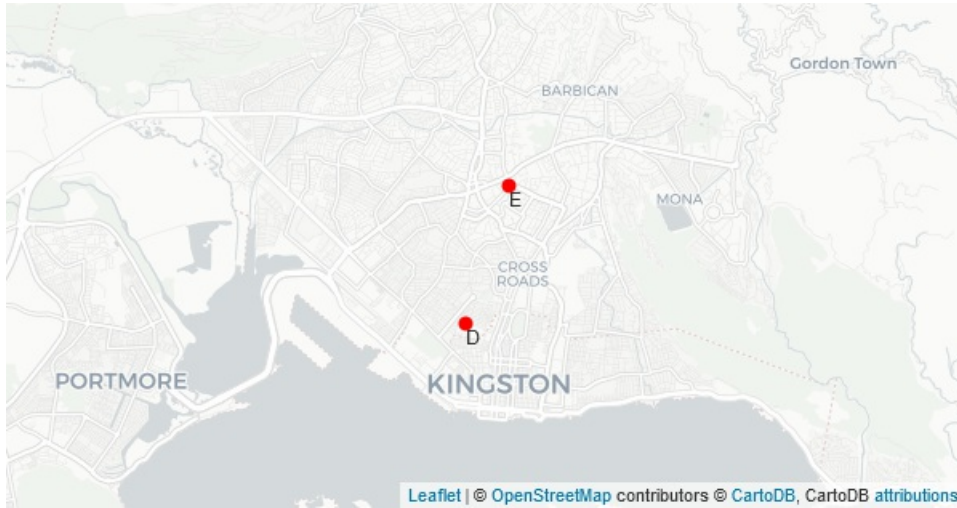 Gordon Town
BARBICAN
E
MONA
CROSS
ROADS
D
PORTMORE
KINGSTON
Leaflet | © OpenStreetMap contributors © CartoDB, CartoDB attributions